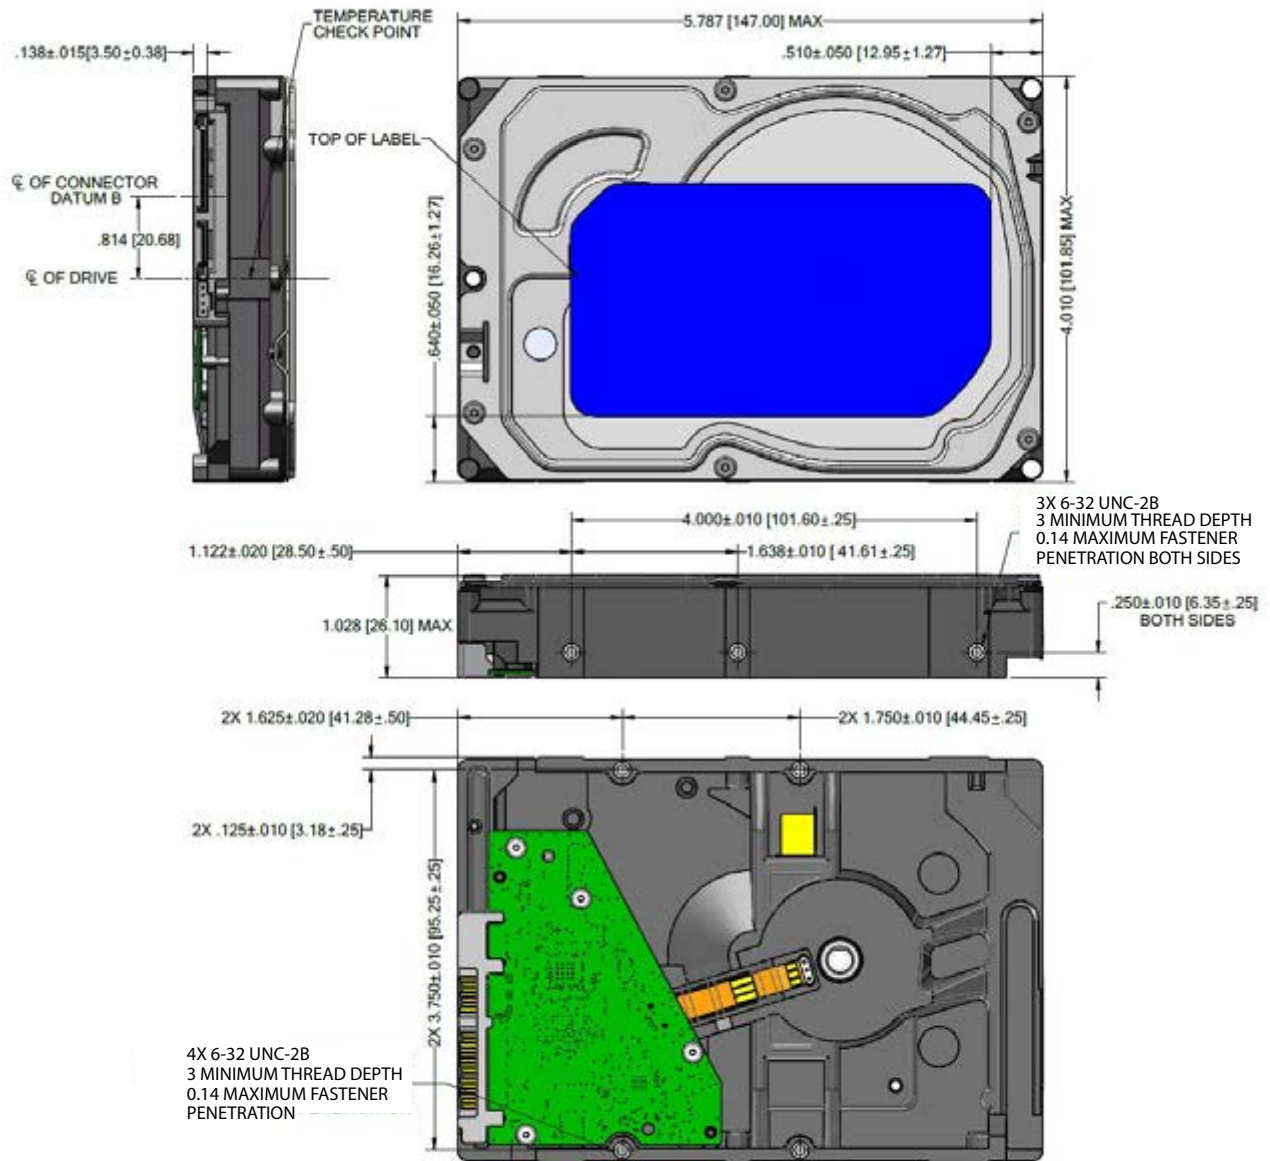 TEMPERATURE
CHECK POINT
5.787 [147.00] MAX
.138±.015[3.50±0.38]
.510±.050 [12.95±1.27]
TOP OF LABEL
℄ OF CONNECTOR
DATUM B
.814 [20.68]
℄ OF DRIVE
.640±.050 [16.26±1.27]
4.010 [101.85] MAX
3X 6-32 UNC-2B
3 MINIMUM THREAD DEPTH
0.14 MAXIMUM FASTENER
PENETRATION BOTH SIDES
4.000±.010 [101.60±.25]
1.122±.020 [28.50±.50]
1.638±.010 [ 41.61±.25]
1.028 [26.10] MAX
.250±.010 [6.35±.25]
BOTH SIDES
2X 1.625±.020 [41.28±.50]
2X 1.750±.010 [44.45±.25]
2X .125±.010 [3.18±.25]
2X 3.750±.010 [95.25±.25]
4X 6-32 UNC-2B
3 MINIMUM THREAD DEPTH
0.14 MAXIMUM FASTENER
PENETRATION